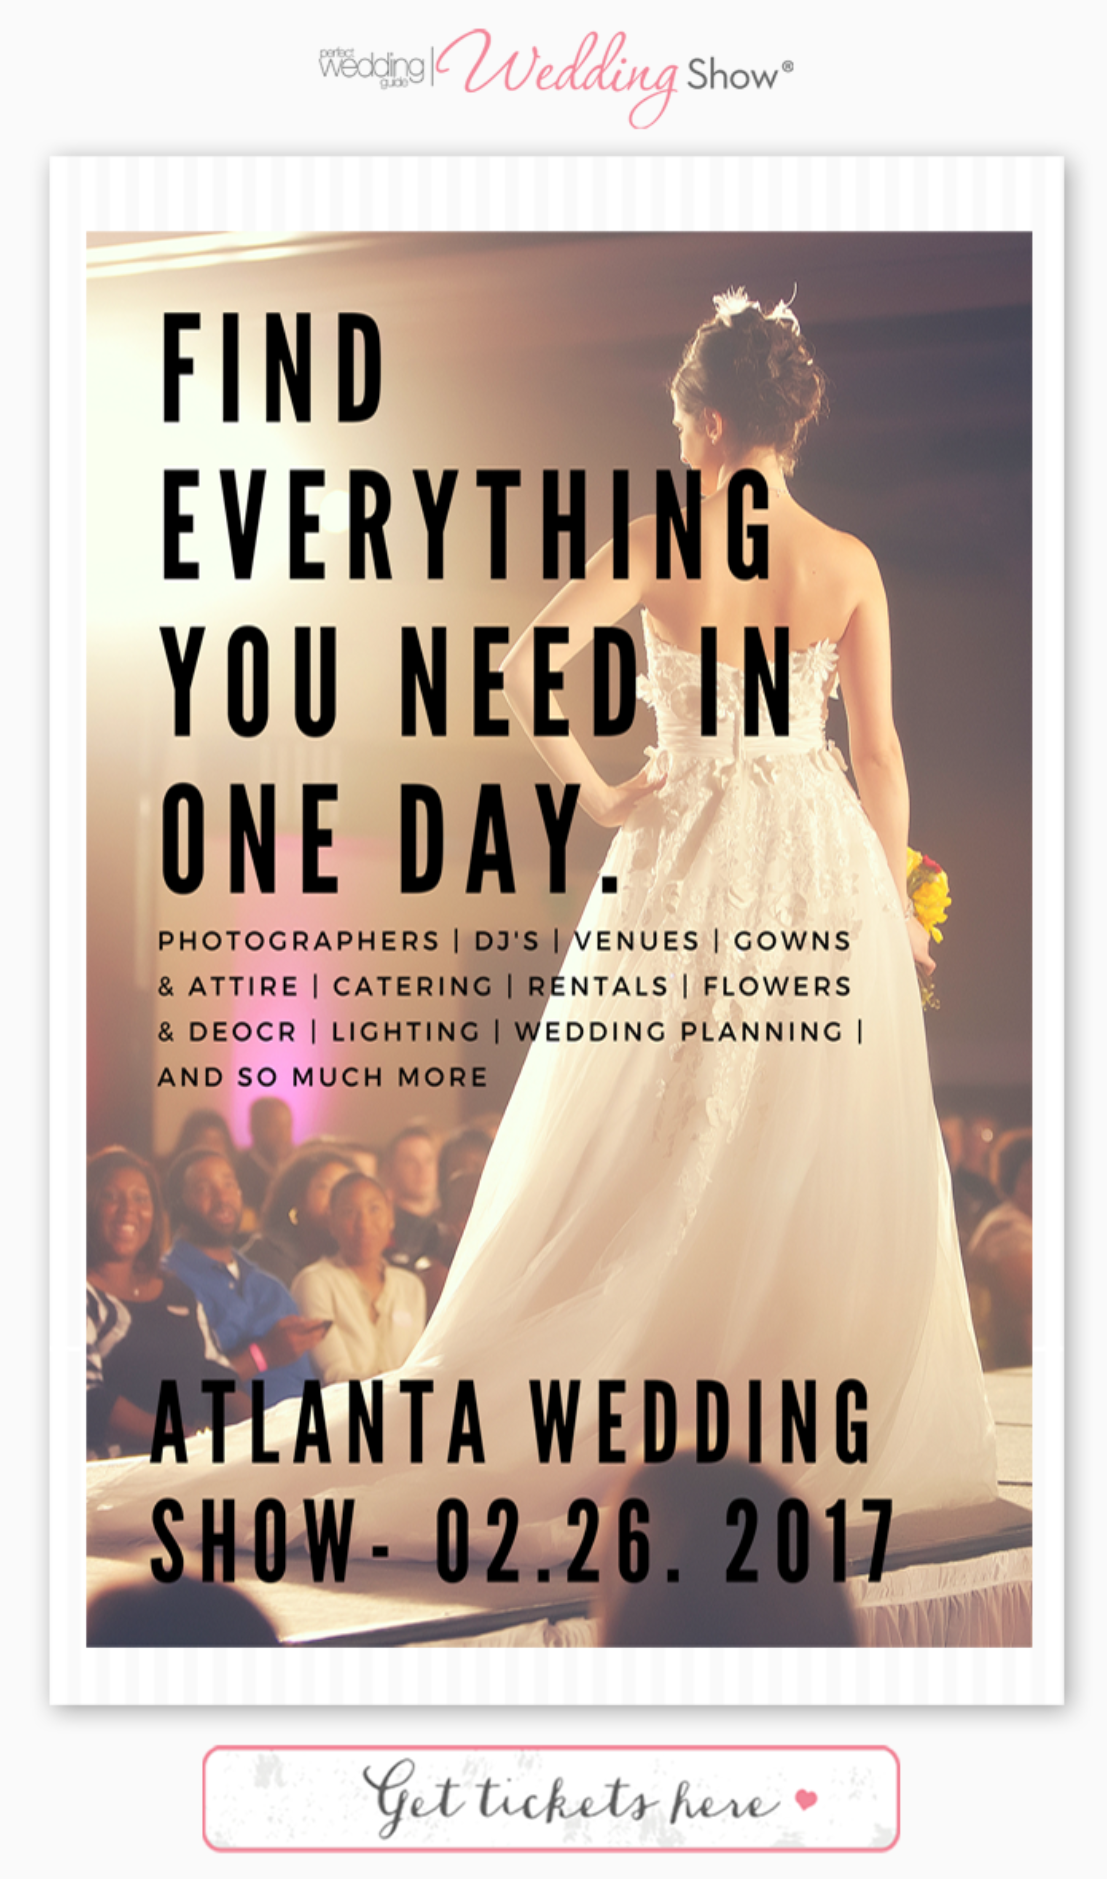 perfect
wedding
guide
Wedding Show®
FIND
EVERYTHING
YOU NEED IN
ONE DAY.
PHOTOGRAPHERS | DJ'S | VENUES | GOWNS
& ATTIRE | CATERING | RENTALS | FLOWERS
& DEOCR | LIGHTING | WEDDING PLANNING |
AND SO MUCH MORE
ATLANTA WEDDING
SHOW- 02.26. 2017
Get tickets here